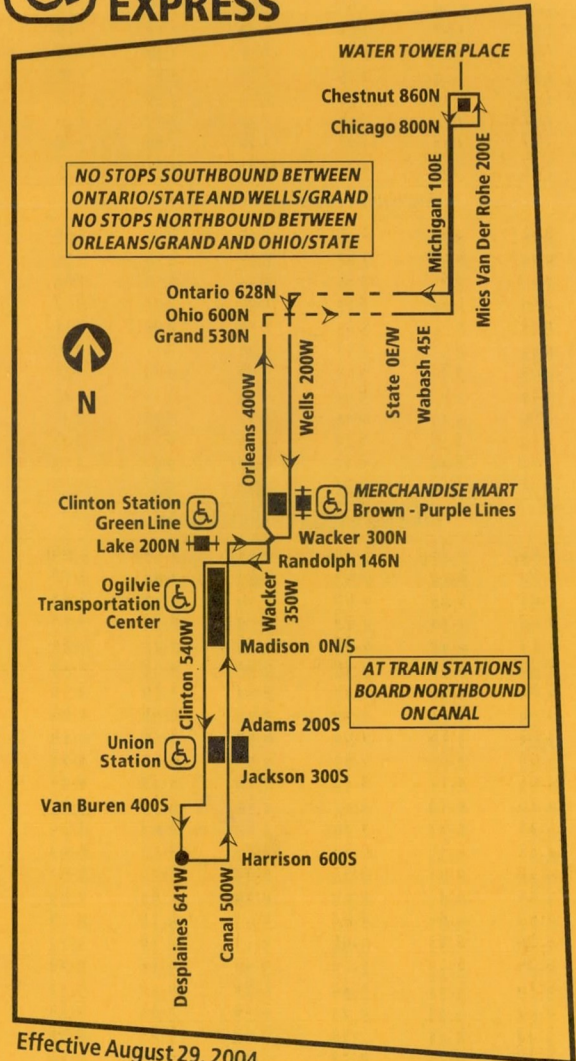 EXPRESS
WATER TOWER PLACE
Chestnut 860N
Chicago 800N
Michigan 100E
Mies Van Der Rohe 200E
NO STOPS SOUTHBOUND BETWEEN
ONTARIO/STATE AND WELLS/GRAND
NO STOPS NORTHBOUND BETWEEN
ORLEANS/GRAND AND OHIO/STATE
Ontario 628N
Ohio 600N
Grand 530N
State 0E/W
Wabash 45E
N
Orleans 400W
Wells 200W
MERCHANDISE MART
Brown - Purple Lines
Clinton Station
Green Line
Lake 200N
Wacker 300N
Randolph 146N
Wacker
350W
Ogilvie
Transportation
Center
Clinton 540W
Madison 0N/S
AT TRAIN STATIONS
BOARD NORTHBOUND
ON CANAL
Adams 200S
Union
Station
Jackson 300S
Van Buren 400S
Harrison 600S
Desplaines 641W
Canal 500W
Effective August 29, 2004